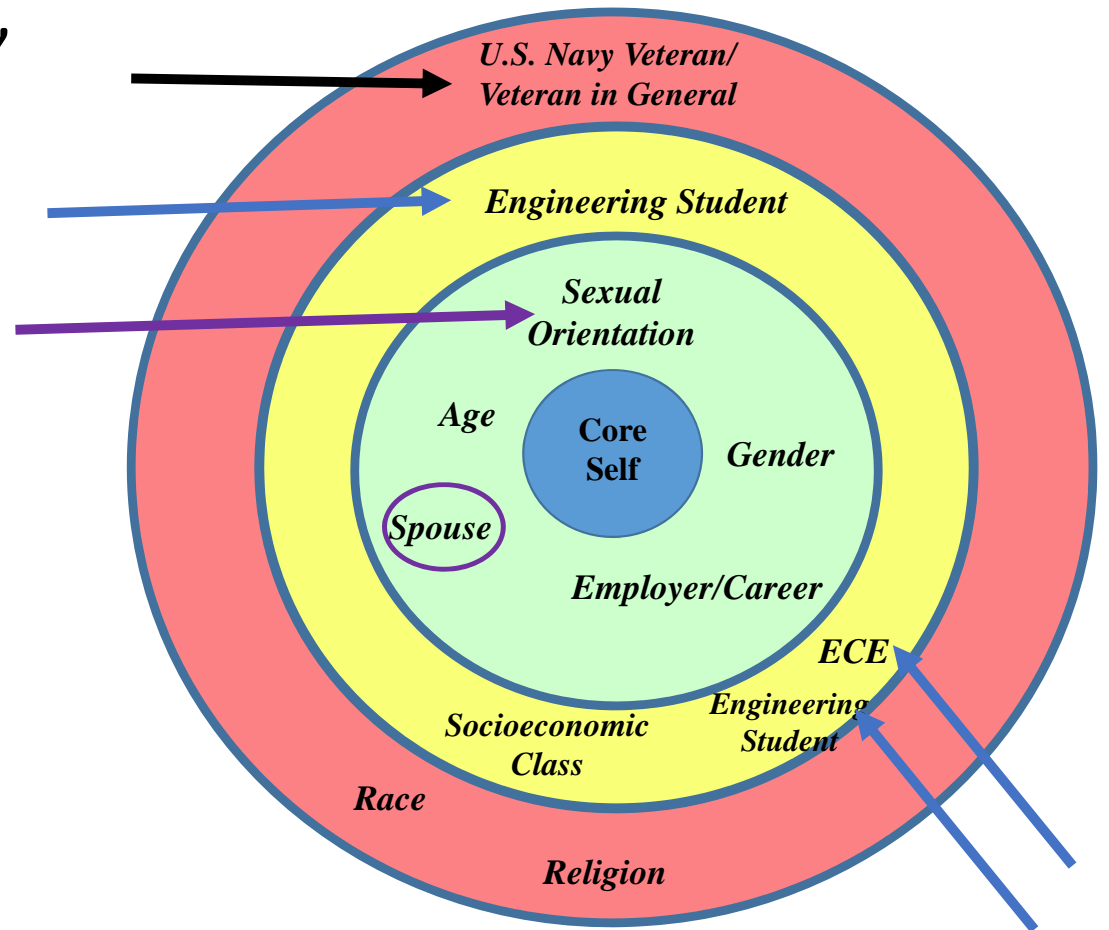 U.S. Navy Veteran/
Veteran in General
Engineering Student
Sexual
Orientation
Age
Core
Self
Gender
Spouse
Employer/Career
ECE
Engineering
Student
Socioeconomic
Class
Race
Religion